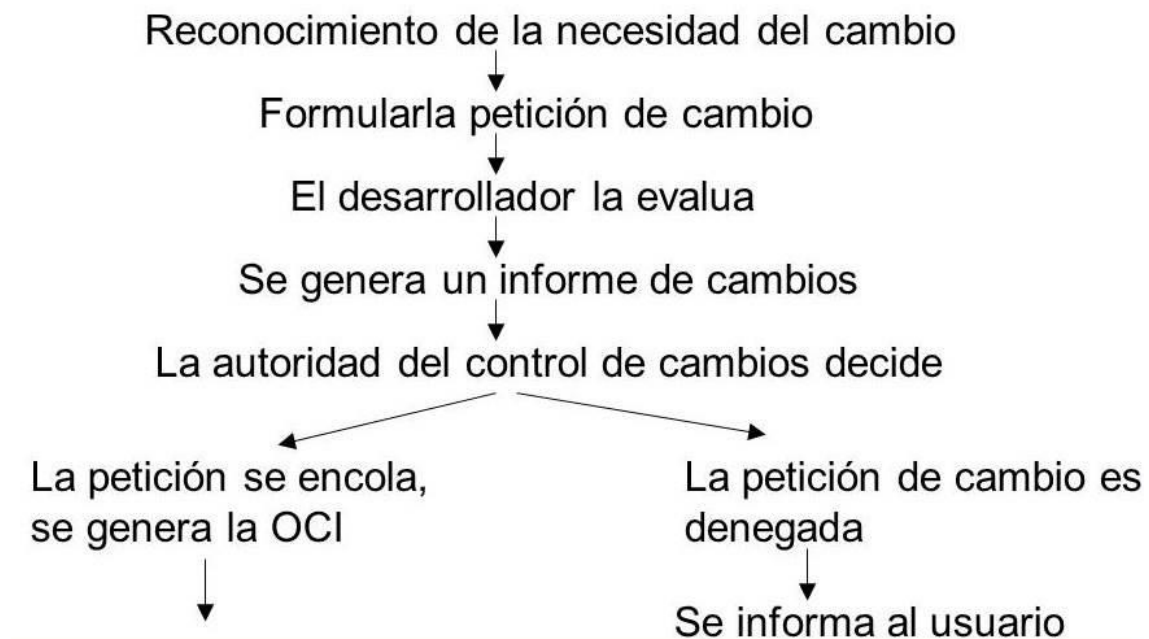 Reconocimiento de la necesidad del cambio
Formularla petición de cambio
El desarrollador la evalua
Se genera un informe de cambios
La autoridad del control de cambios decide
La petición se encola,
se genera la OCI
La petición de cambio es
denegada
Se informa al usuario